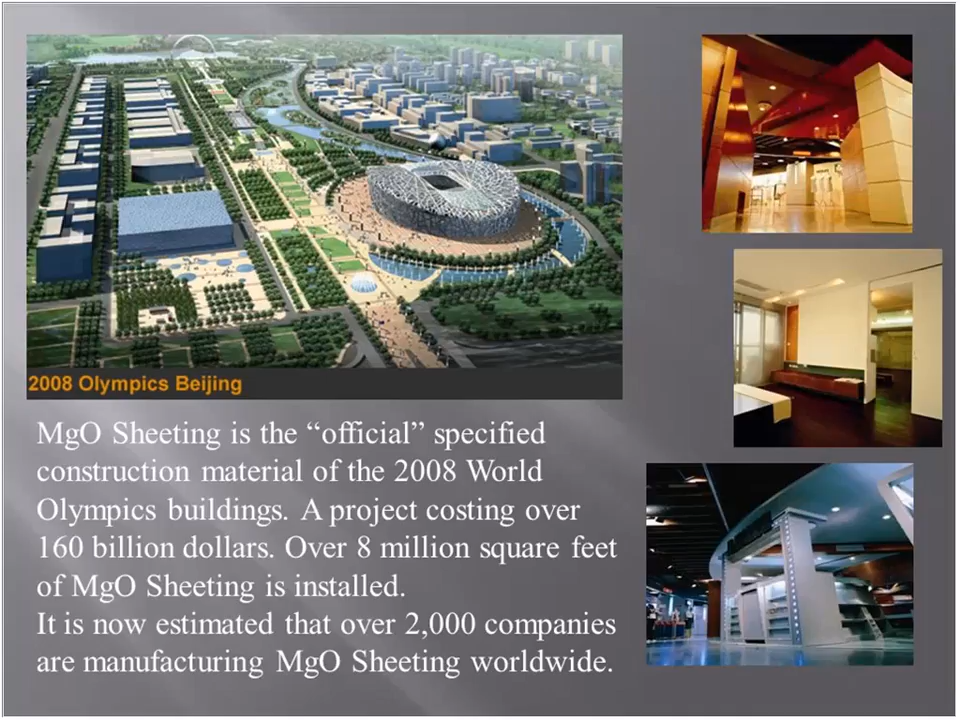 2008 Olympics Beijing
MgO Sheeting is the “official” specified
construction material of the 2008 World
Olympics buildings. A project costing over
160 billion dollars. Over 8 million square feet
of MgO Sheeting is installed.
It is now estimated that over 2,000 companies
are manufacturing MgO Sheeting worldwide.